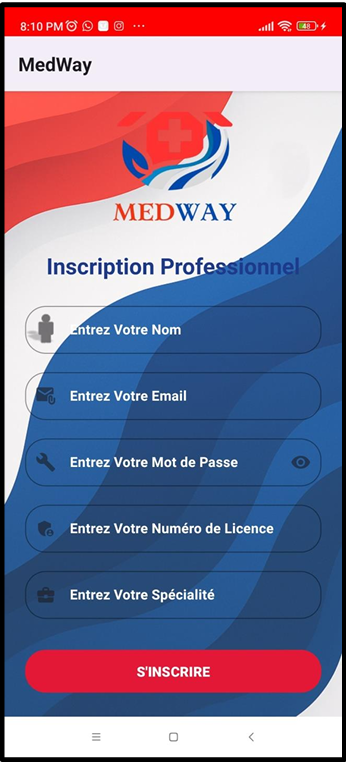 8:10 PM
48
MedWay
MEDWAY
Inscription Professionnel
Entrez Votre Nom
Entrez Votre Email
Entrez Votre Mot de Passe
Entrez Votre Numéro de Licence
Entrez Votre Spécialité
S'INSCRIRE